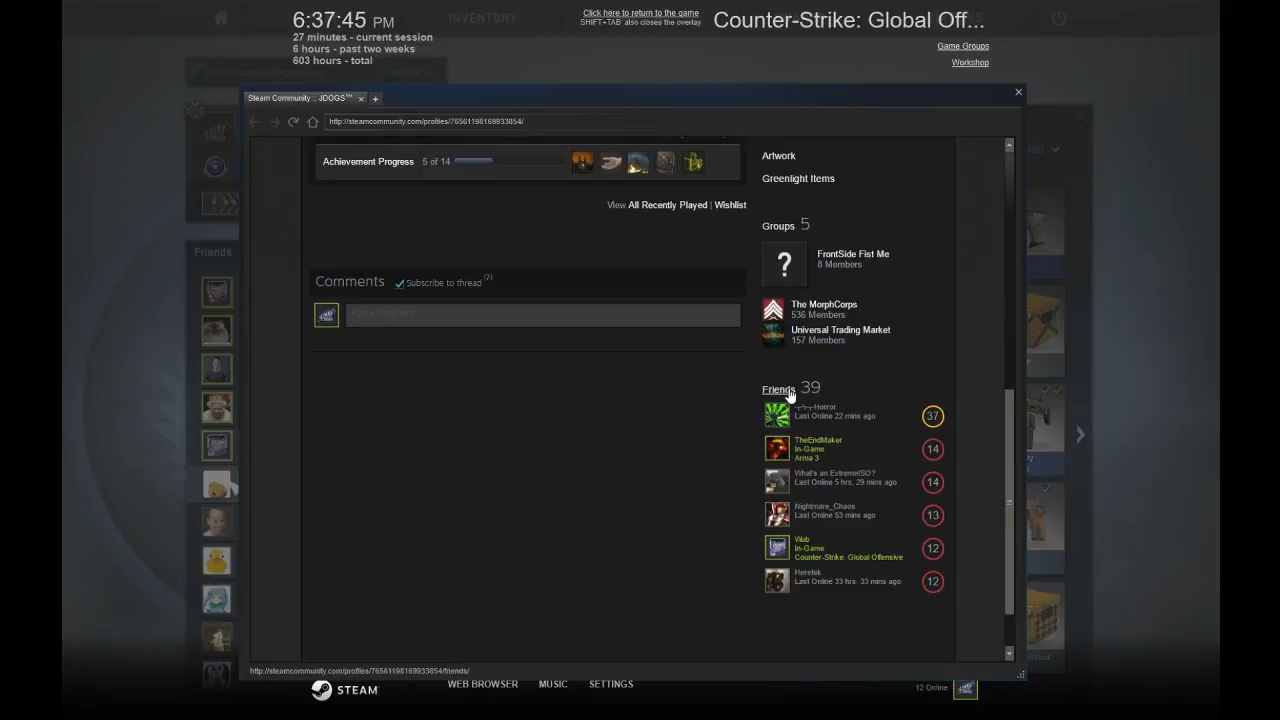 6:37:45 PM
27 minutes - current session
6 hours - past two weeks
603 hours - total
INVENTORY
Click here to return to the game
SHIFT+TAB also closes the overlay
Counter-Strike: Global Off...
Game Groups
Workshop
Steam Community :: JDOGS™
http://steamcommunity.com/profiles/76561198169933854/
Achievement Progress 5 of 14
View All Recently Played | Wishlist
Comments Subscribe to thread (?)
Add a comment
Artwork
Greenlight Items
Groups 5
?
FrontSide Fist Me
8 Members
The MorphCorps
536 Members
Universal Trading Market
157 Members
Friends
Friends 39
Horror
Last Online 22 mins ago
37
TheEndMaker
In-Game
Arma 3
14
What's an ExtremeISO?
Last Online 5 hrs. 29 mins ago
14
Nightmare_Chaos
Last Online 53 mins ago
13
Wub
In-Game
Counter-Strike: Global Offensive
12
Heretek
Last Online 33 hrs. 33 mins ago
12
http://steamcommunity.com/profiles/76561198169933854/friends/
STEAM
WEB BROWSER MUSIC SETTINGS
12 Online